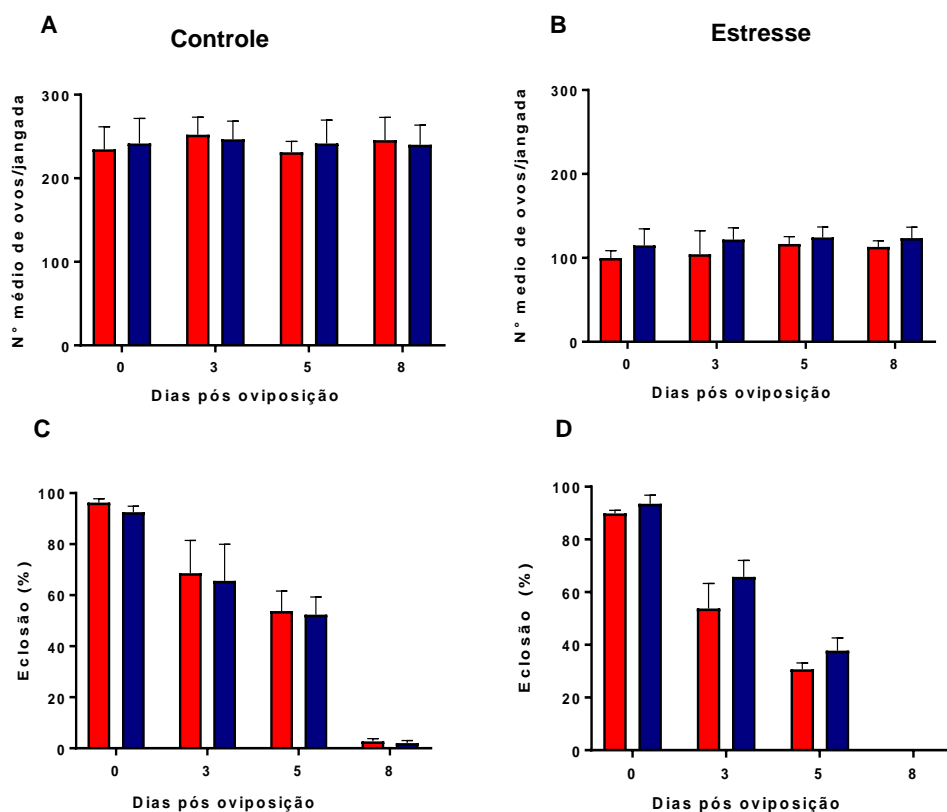 A
Controle
N° médio de ovos/jangada
300
200
100
0
0 3 5 8
Dias pós oviposição
B
Estresse
N° medio de ovos/jangada
300
200
100
0
0 3 5 8
Dias pós oviposição
C
Eclosão (%)
100
80
60
40
20
0
0 3 5 8
Dias pós oviposição
D
Eclosão (%)
100
80
60
40
20
0
0 3 5 8
Dias pós oviposição